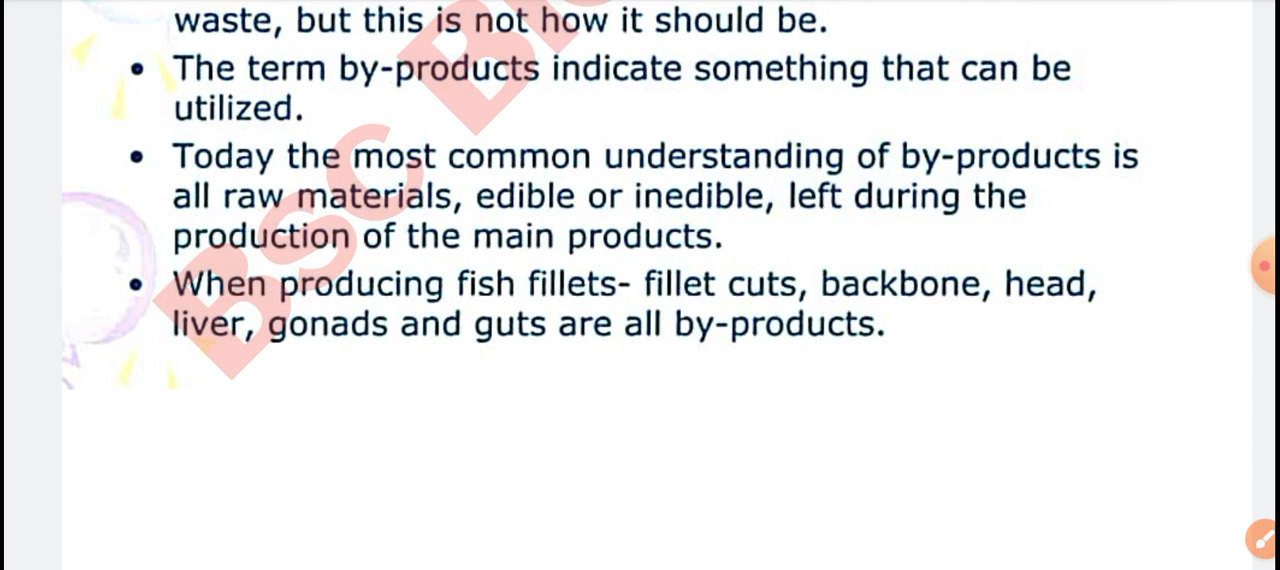 waste, but this is not how it should be.
• The term by-products indicate something that can be
utilized.
• Today the most common understanding of by-products is
all raw materials, edible or inedible, left during the
production of the main products.
• When producing fish fillets- fillet cuts, backbone, head,
liver, gonads and guts are all by-products.
BSC